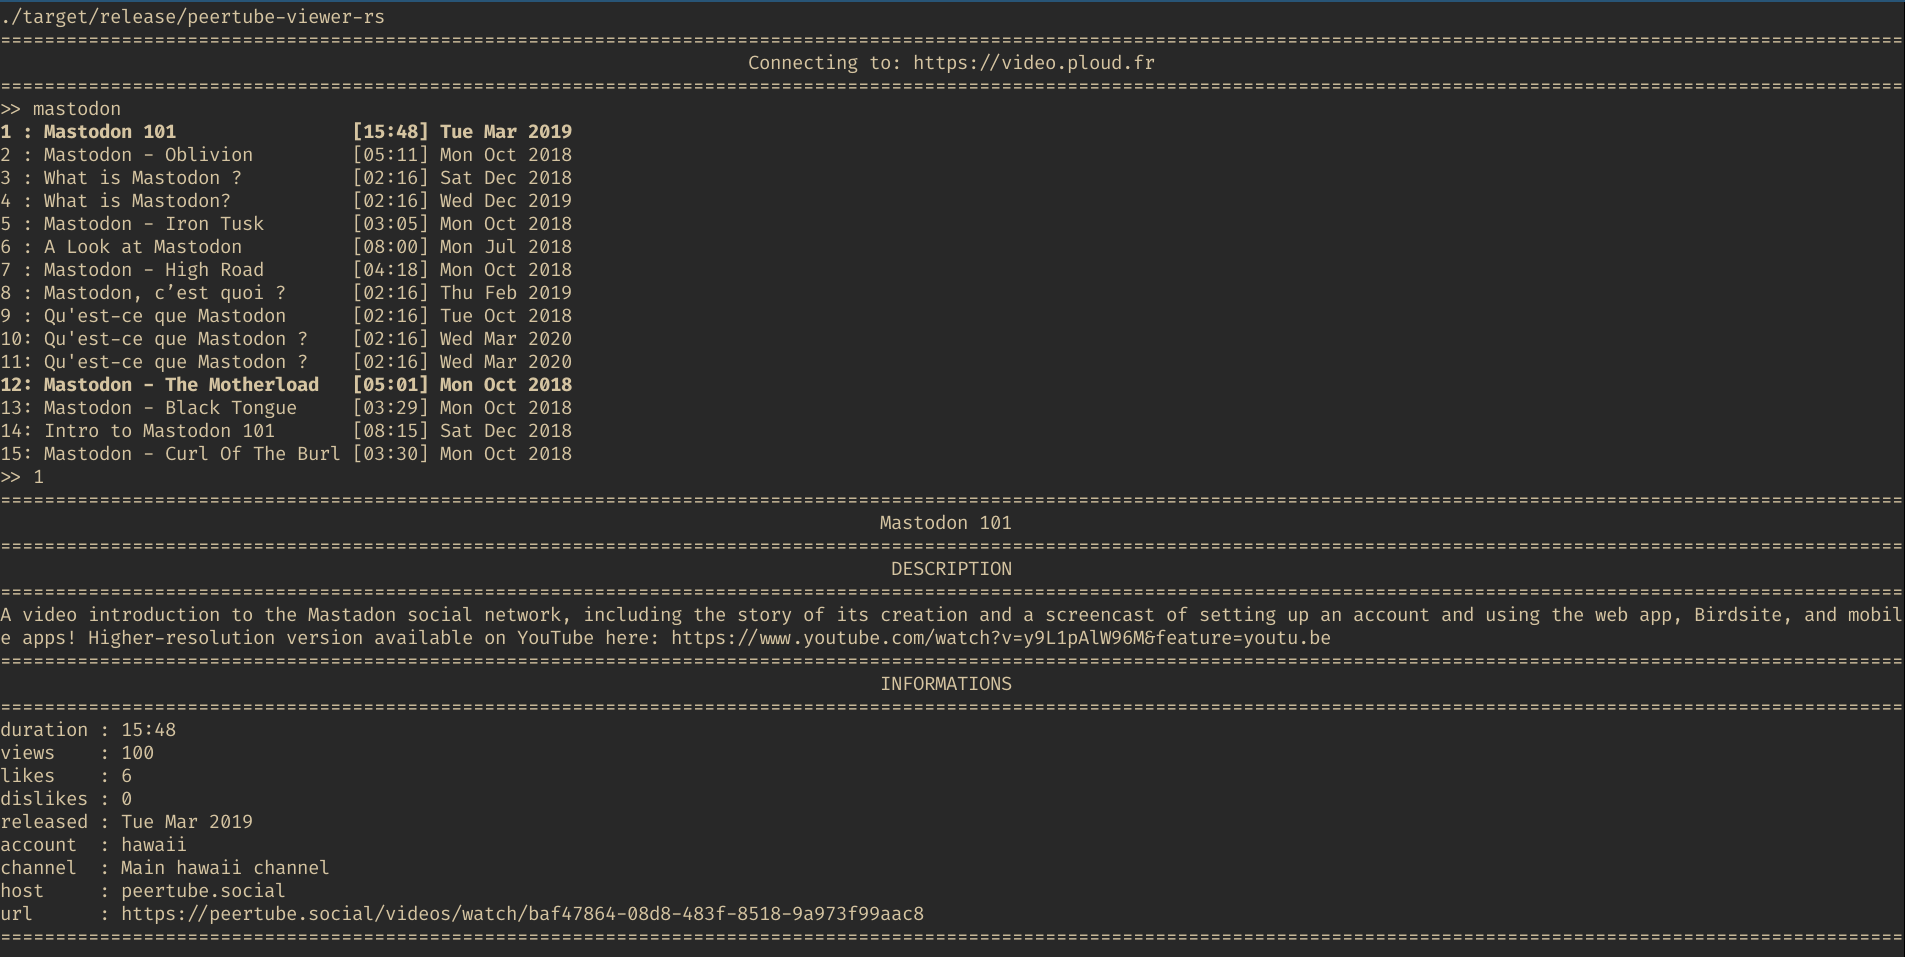 ./target/release/peertube-viewer-rs
=============================================================================================================================================================================
Connecting to: https://video.ploud.fr
=============================================================================================================================================================================
>> mastodon
1 : Mastodon 101                [15:48] Tue Mar 2019
2 : Mastodon - Oblivion         [05:11] Mon Oct 2018
3 : What is Mastodon ?          [02:16] Sat Dec 2018
4 : What is Mastodon?           [02:16] Wed Dec 2019
5 : Mastodon - Iron Tusk        [03:05] Mon Oct 2018
6 : A Look at Mastodon          [08:00] Mon Jul 2018
7 : Mastodon - High Road        [04:18] Mon Oct 2018
8 : Mastodon, c’est quoi ?      [02:16] Thu Feb 2019
9 : Qu'est-ce que Mastodon      [02:16] Tue Oct 2018
10: Qu'est-ce que Mastodon ?    [02:16] Wed Mar 2020
11: Qu'est-ce que Mastodon ?    [02:16] Wed Mar 2020
12: Mastodon - The Motherload   [05:01] Mon Oct 2018
13: Mastodon - Black Tongue     [03:29] Mon Oct 2018
14: Intro to Mastodon 101       [08:15] Sat Dec 2018
15: Mastodon - Curl Of The Burl [03:30] Mon Oct 2018
>> 1
=============================================================================================================================================================================
Mastodon 101
=============================================================================================================================================================================
DESCRIPTION
=============================================================================================================================================================================
A video introduction to the Mastadon social network, including the story of its creation and a screencast of setting up an account and using the web app, Birdsite, and mobil
e apps! Higher-resolution version available on YouTube here: https://www.youtube.com/watch?v=y9L1pAlW96M&feature=youtu.be
=============================================================================================================================================================================
INFORMATIONS
=============================================================================================================================================================================
duration : 15:48
views    : 100
likes    : 6
dislikes : 0
released : Tue Mar 2019
account  : hawaii
channel  : Main hawaii channel
host     : peertube.social
url      : https://peertube.social/videos/watch/baf47864-08d8-483f-8518-9a973f99aac8
=============================================================================================================================================================================